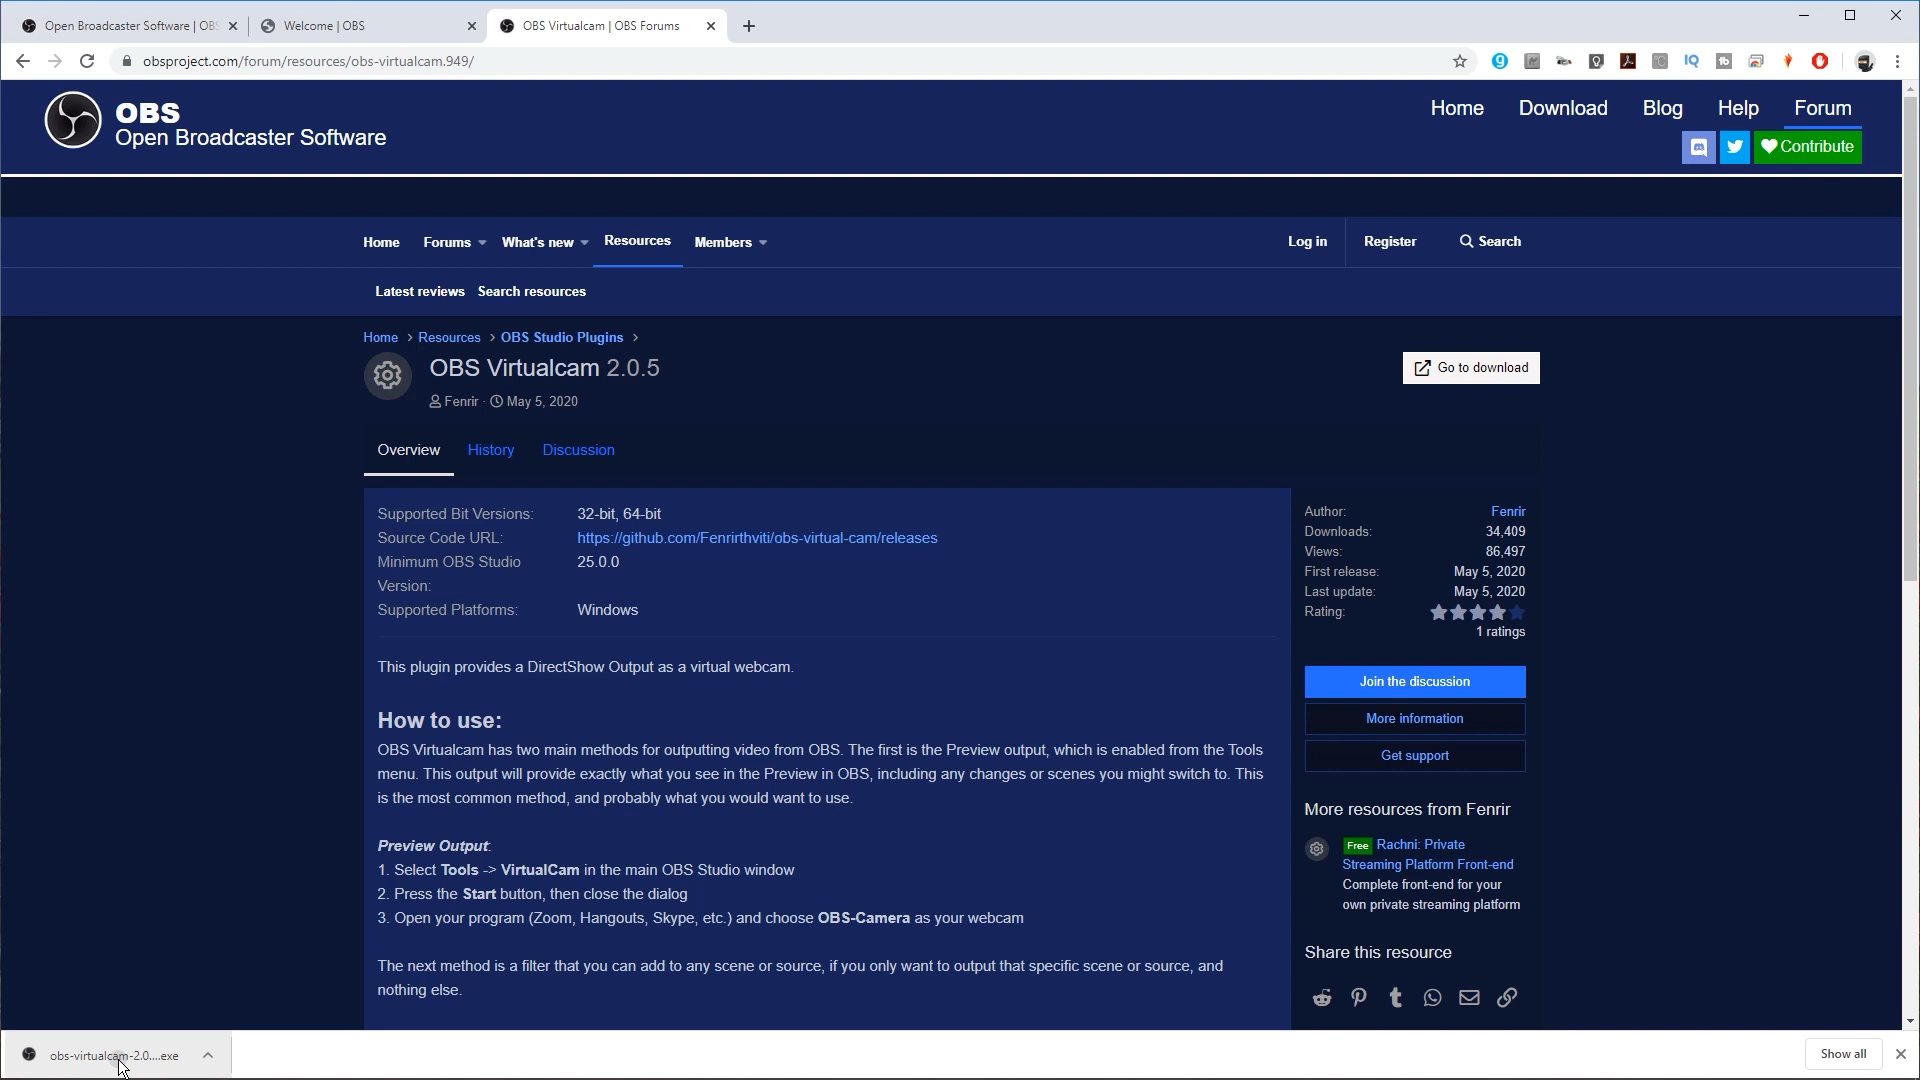 Open Broadcaster Software | OBS
Welcome | OBS
OBS Virtualcam | OBS Forums
obsproject.com/forum/resources/obs-virtualcam.949/
OBS
Open Broadcaster Software
Home
Download
Blog
Help
Forum
Contribute
Home
Forums
What's new
Resources
Members
Log in
Register
Search
Latest reviews
Search resources
Home > Resources > OBS Studio Plugins >
OBS Virtualcam 2.0.5
Go to download
Fenrir · May 5, 2020
Overview
History
Discussion
Supported Bit Versions: 32-bit, 64-bit
Source Code URL: https://github.com/Fenrirthviti/obs-virtual-cam/releases
Minimum OBS Studio 25.0.0
Version:
Supported Platforms: Windows
This plugin provides a DirectShow Output as a virtual webcam.
How to use:
OBS Virtualcam has two main methods for outputting video from OBS. The first is the Preview output, which is enabled from the Tools
menu. This output will provide exactly what you see in the Preview in OBS, including any changes or scenes you might switch to. This
is the most common method, and probably what you would want to use.
Preview Output:
1. Select Tools -> VirtualCam in the main OBS Studio window
2. Press the Start button, then close the dialog
3. Open your program (Zoom, Hangouts, Skype, etc.) and choose OBS-Camera as your webcam
The next method is a filter that you can add to any scene or source, if you only want to output that specific scene or source, and
nothing else.
Author: Fenrir
Downloads: 34,409
Views: 86,497
First release: May 5, 2020
Last update: May 5, 2020
Rating:
1 ratings
Join the discussion
More information
Get support
More resources from Fenrir
Free Rachni: Private
Streaming Platform Front-end
Complete front-end for your
own private streaming platform
Share this resource
obs-virtualcam-2.0....exe
Show all